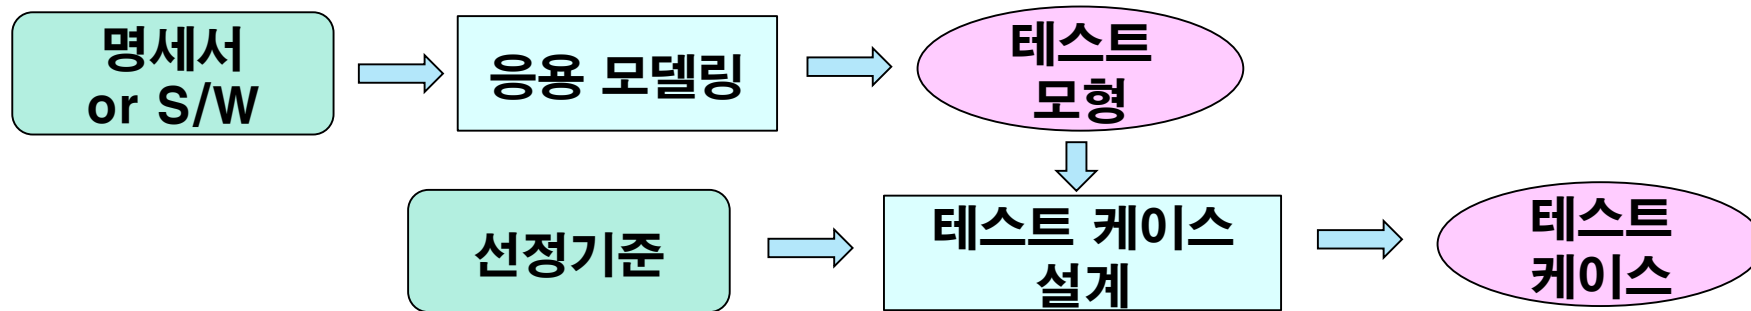 명세서
or S/W
응용 모델링
테스트
모형
선정기준
테스트 케이스
설계
테스트
케이스